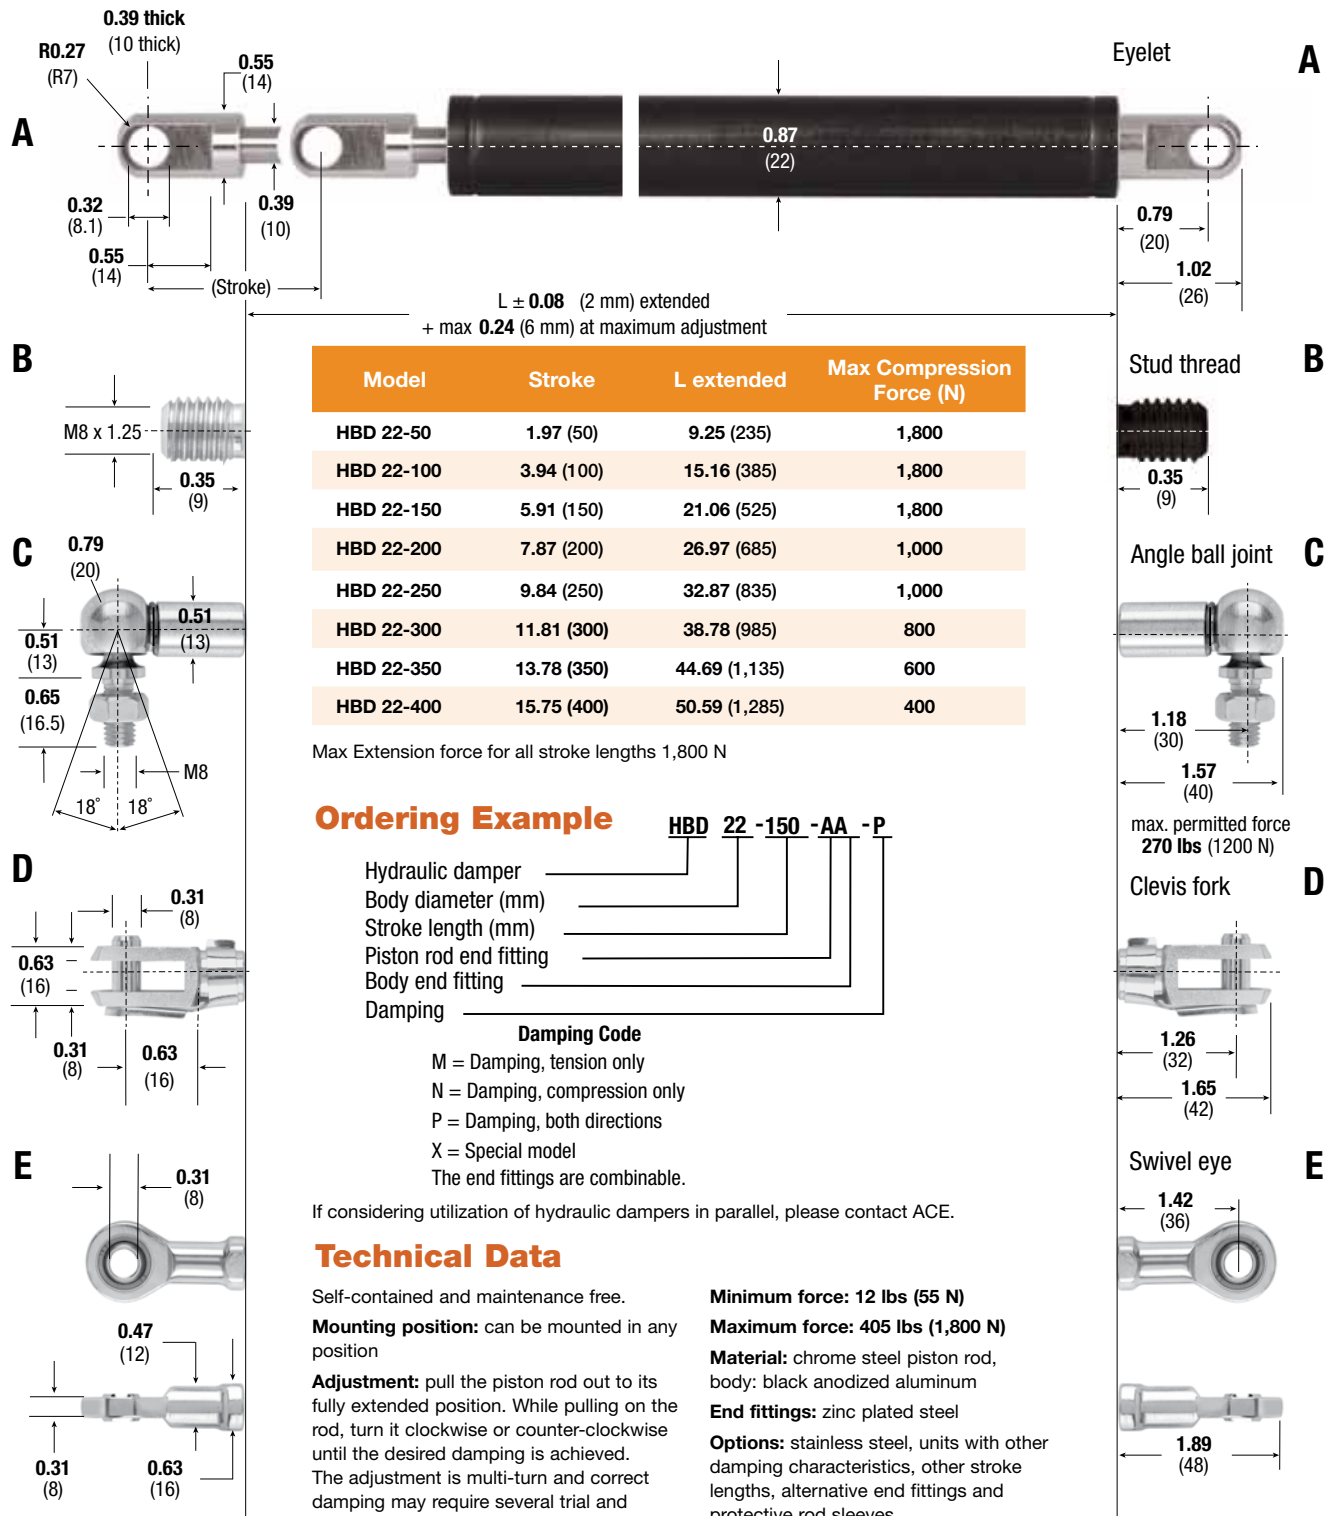 0.39 thick
(10 thick)
R0.27
(R7)
0.55
(14)
Eyelet
A
A
0.87
(22)
0.32
(8.1)
0.39
(10)
0.55
(14)
(Stroke)
0.79
(20)
1.02
(26)
L ± 0.08 (2 mm) extended
+ max 0.24 (6 mm) at maximum adjustment
B
M8 x 1.25
0.35
(9)
Stud thread
B
0.35
(9)
Model Stroke L extended Max Compression
Force (N)
HBD 22-50 1.97 (50) 9.25 (235) 1,800
HBD 22-100 3.94 (100) 15.16 (385) 1,800
HBD 22-150 5.91 (150) 21.06 (525) 1,800
HBD 22-200 7.87 (200) 26.97 (685) 1,000
HBD 22-250 9.84 (250) 32.87 (835) 1,000
HBD 22-300 11.81 (300) 38.78 (985) 800
HBD 22-350 13.78 (350) 44.69 (1,135) 600
HBD 22-400 15.75 (400) 50.59 (1,285) 400
Max Extension force for all stroke lengths 1,800 N
C
0.79
(20)
0.51
(13)
0.51
(13)
0.65
(16.5)
M8
18° 18°
Angle ball joint
C
1.18
(30)
1.57
(40)
max. permitted force
270 lbs (1200 N)
Ordering Example
HBD 22 -150 -AA -P
Hydraulic damper
Body diameter (mm)
Stroke length (mm)
Piston rod end fitting
Body end fitting
Damping
Damping Code
M = Damping, tension only
N = Damping, compression only
P = Damping, both directions
X = Special model
The end fittings are combinable.
If considering utilization of hydraulic dampers in parallel, please contact ACE.
D
0.31
(8)
0.63
(16)
0.31
(8)
0.63
(16)
Clevis fork
D
1.26
(32)
1.65
(42)
E
0.31
(8)
0.47
(12)
0.31
(8)
0.63
(16)
Swivel eye
E
1.42
(36)
1.89
(48)
Technical Data
Self-contained and maintenance free.
Mounting position: can be mounted in any
position
Adjustment: pull the piston rod out to its
fully extended position. While pulling on the
rod, turn it clockwise or counter-clockwise
until the desired damping is achieved.
The adjustment is multi-turn and correct
damping may require several trial and
Minimum force: 12 lbs (55 N)
Maximum force: 405 lbs (1,800 N)
Material: chrome steel piston rod,
body: black anodized aluminum
End fittings: zinc plated steel
Options: stainless steel, units with other
damping characteristics, other stroke
lengths, alternative end fittings and
protective rod sleeves